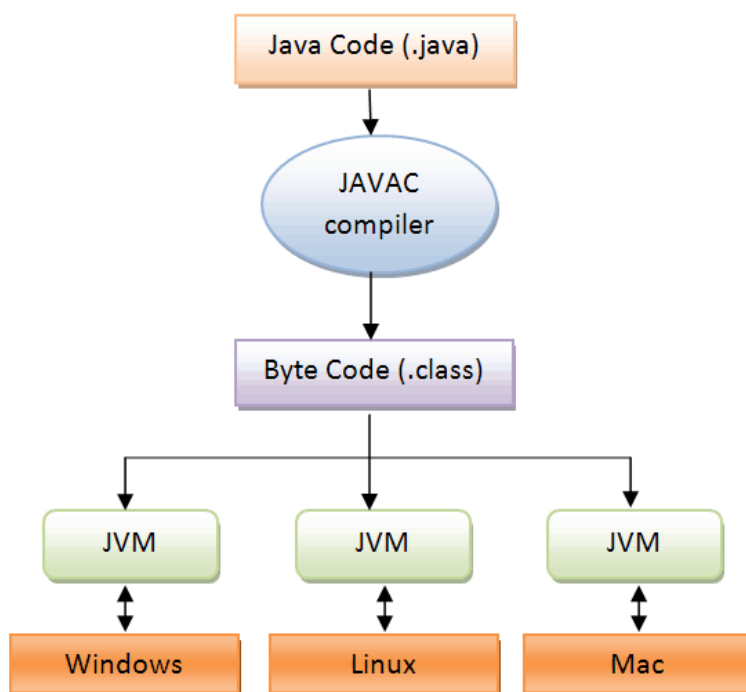 Java Code (.java)
JAVAC
compiler
Byte Code (.class)
JVM
JVM
JVM
Windows
Linux
Mac